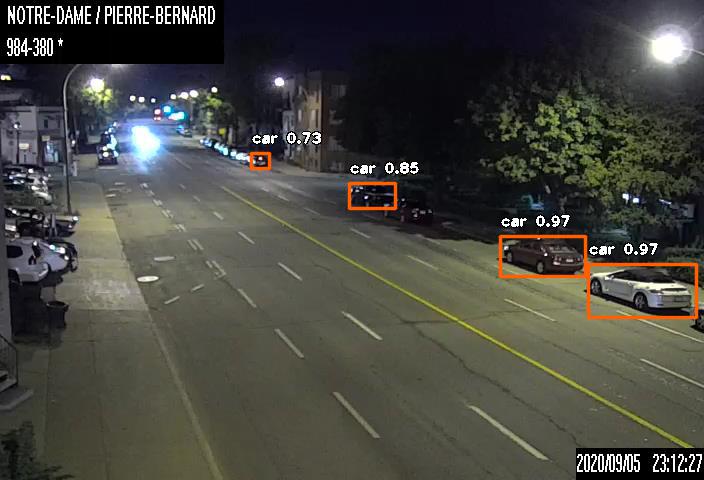 NOTRE-DAME / PIERRE-BERNARD
984-380 *
car 0.73
car 0.85
car 0.97
car 0.97
2020/09/05 23:12:27